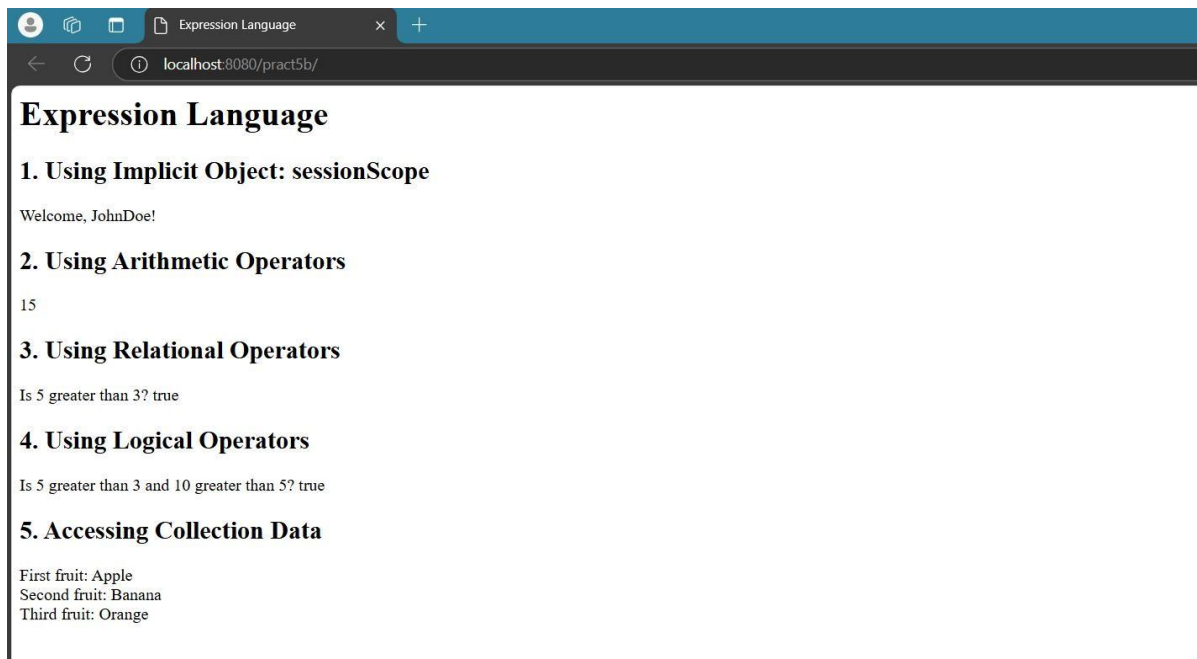 Expression Language
localhost:8080/pract5b/
Expression Language
1. Using Implicit Object: sessionScope
Welcome, JohnDoe!
2. Using Arithmetic Operators
15
3. Using Relational Operators
Is 5 greater than 3? true
4. Using Logical Operators
Is 5 greater than 3 and 10 greater than 5? true
5. Accessing Collection Data
First fruit: Apple
Second fruit: Banana
Third fruit: Orange